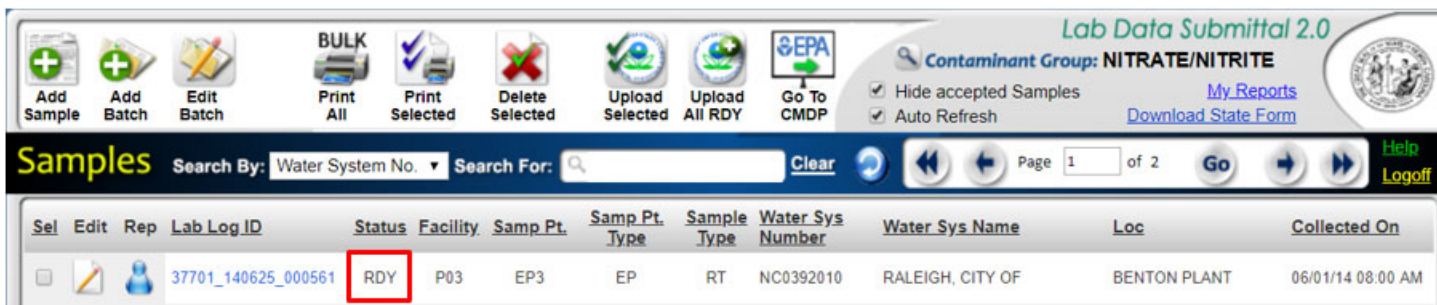 Lab Data Submittal 2.0
Contaminant Group: NITRATE/NITRITE
Hide accepted Samples My Reports
Auto Refresh Download State Form
Add Sample
Add Batch
Edit Batch
BULK Print All
Print Selected
Delete Selected
Upload Selected
Upload All RDY
EPA Go To CMDP
Samples Search By: Water System No. Search For: Clear Page 1 of 2 Go Help
Logoff
Sel Edit Rep Lab Log ID Status Facility Samp Pt. Samp Pt. Type Sample Type Water Sys Number Water Sys Name Loc Collected On
37701_140625_000561 RDY P03 EP3 EP RT NC0392010 RALEIGH, CITY OF BENTON PLANT 06/01/14 08:00 AM